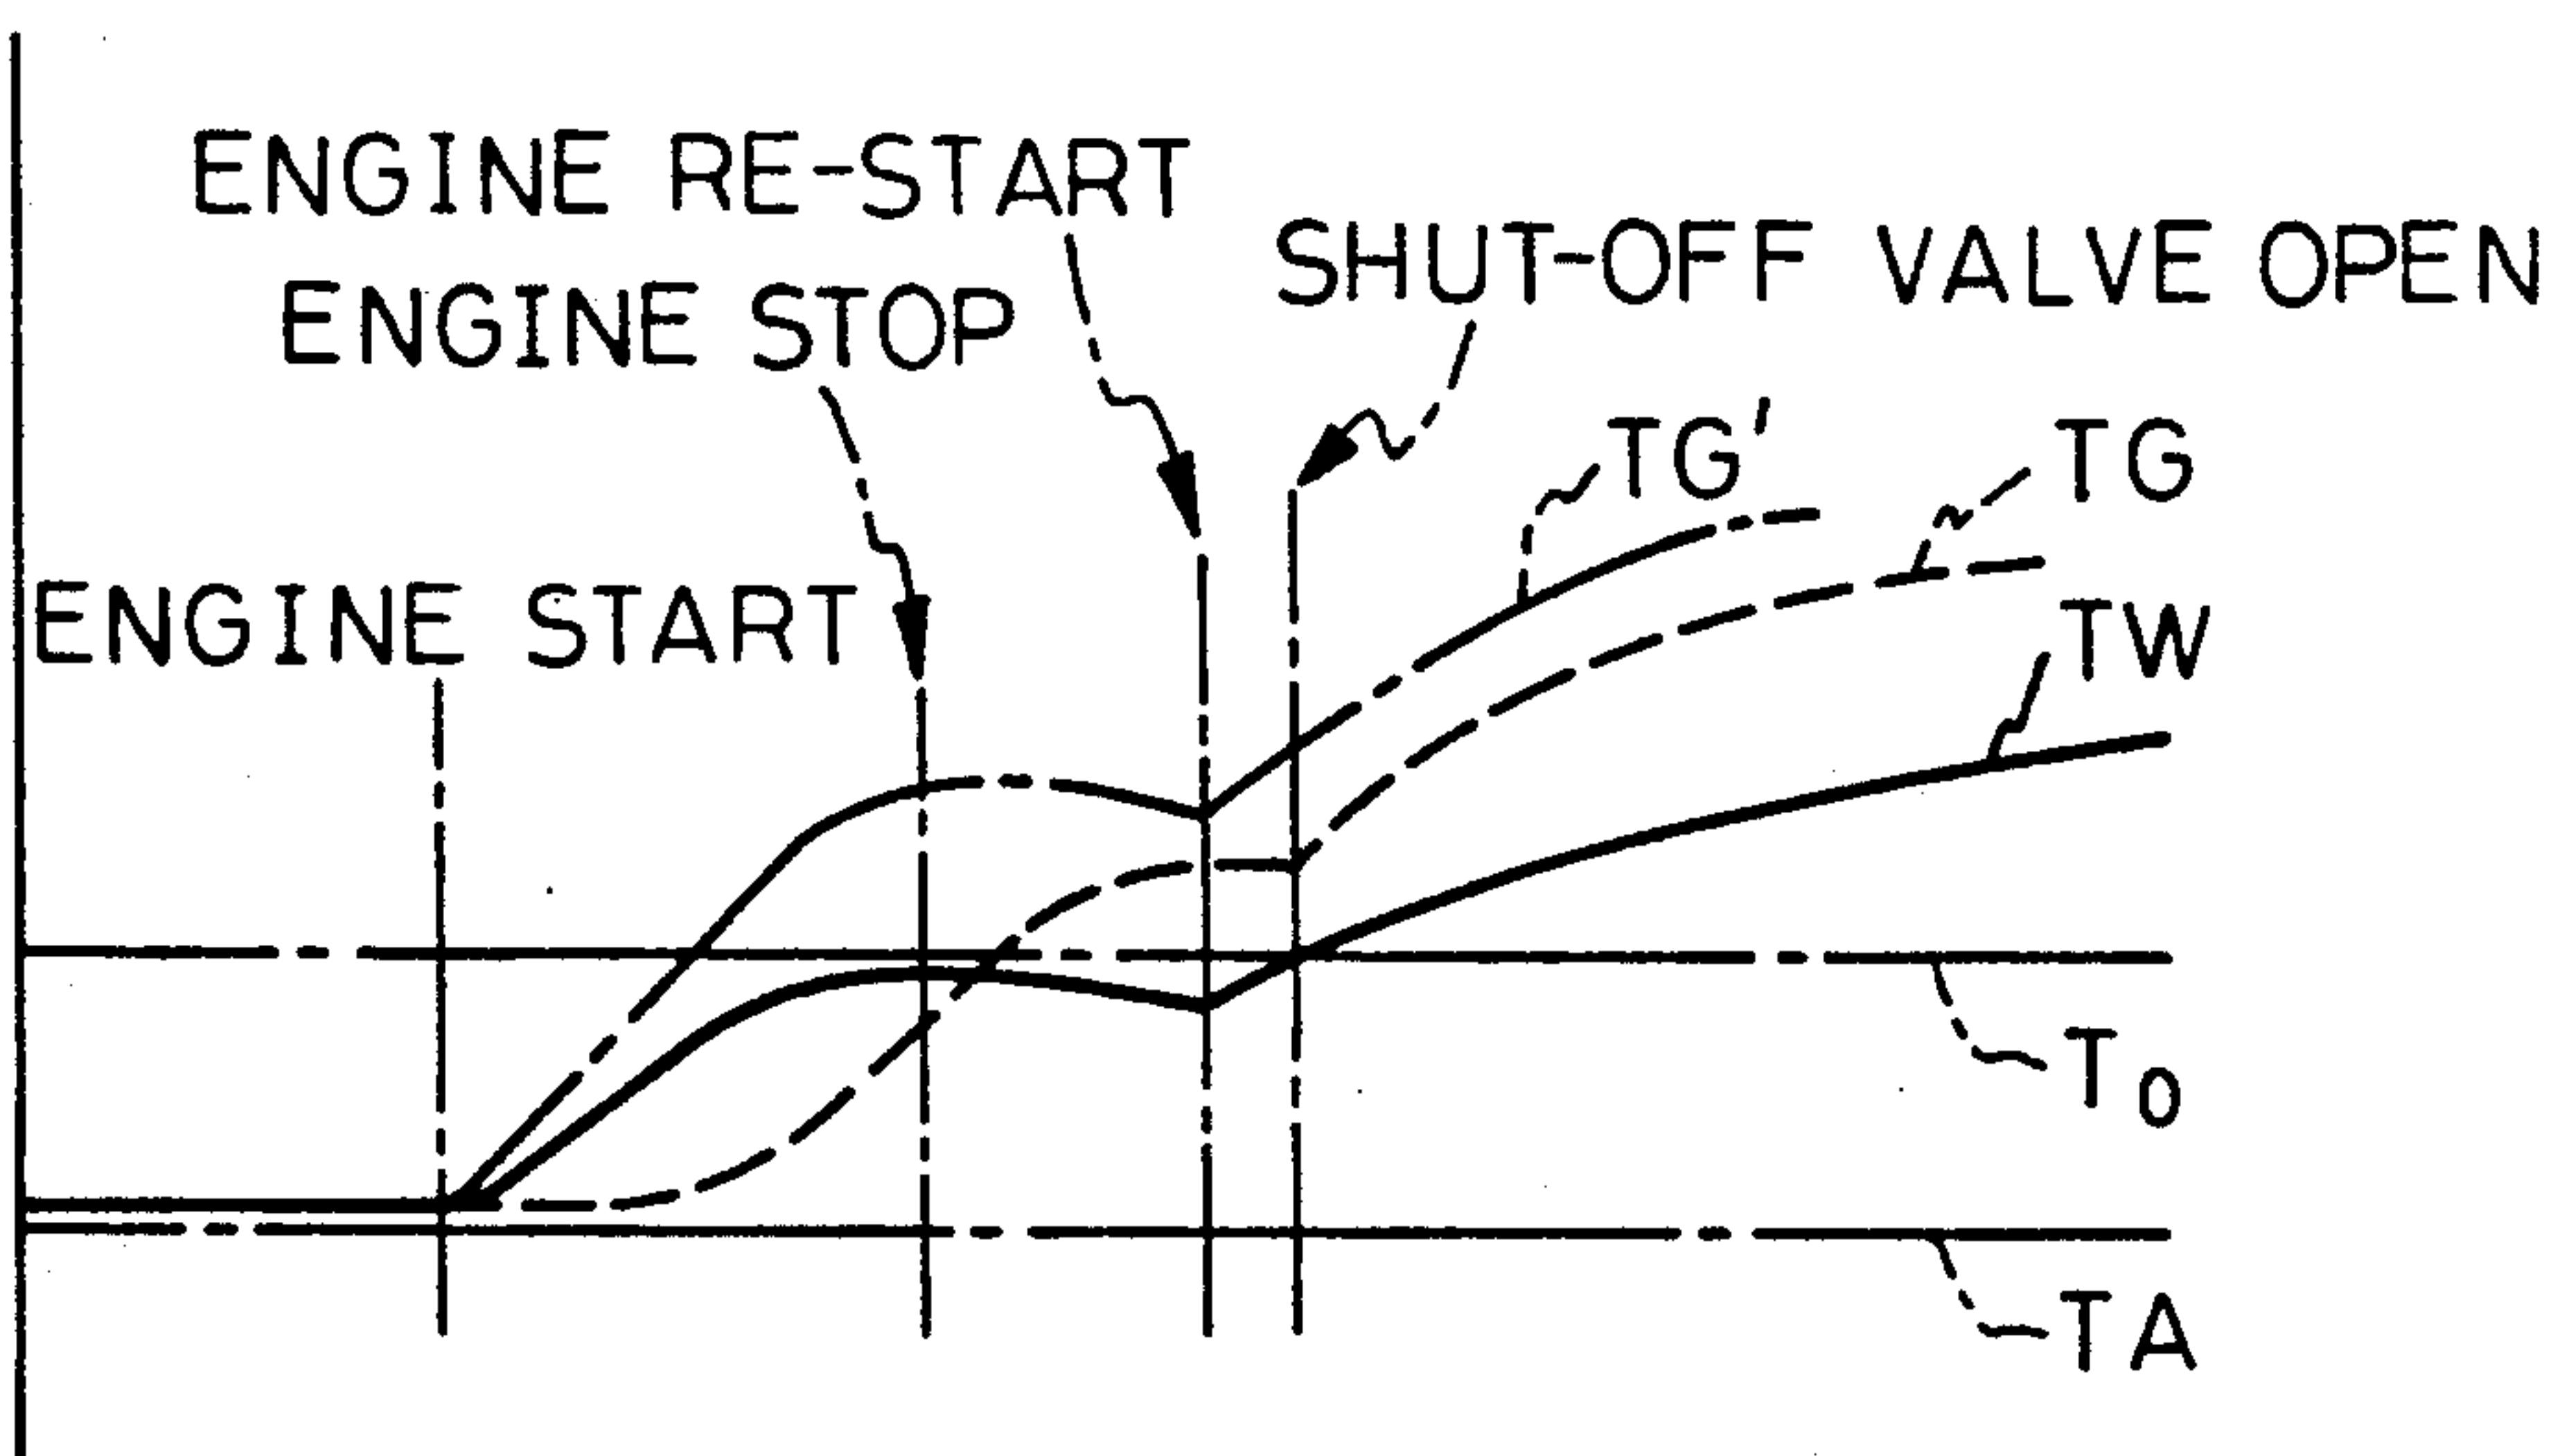 ENGINE RE-START
SHUT-OFF VALVE OPEN
ENGINE STOP
TG'
TG
ENGINE START
TW
T₀
TA